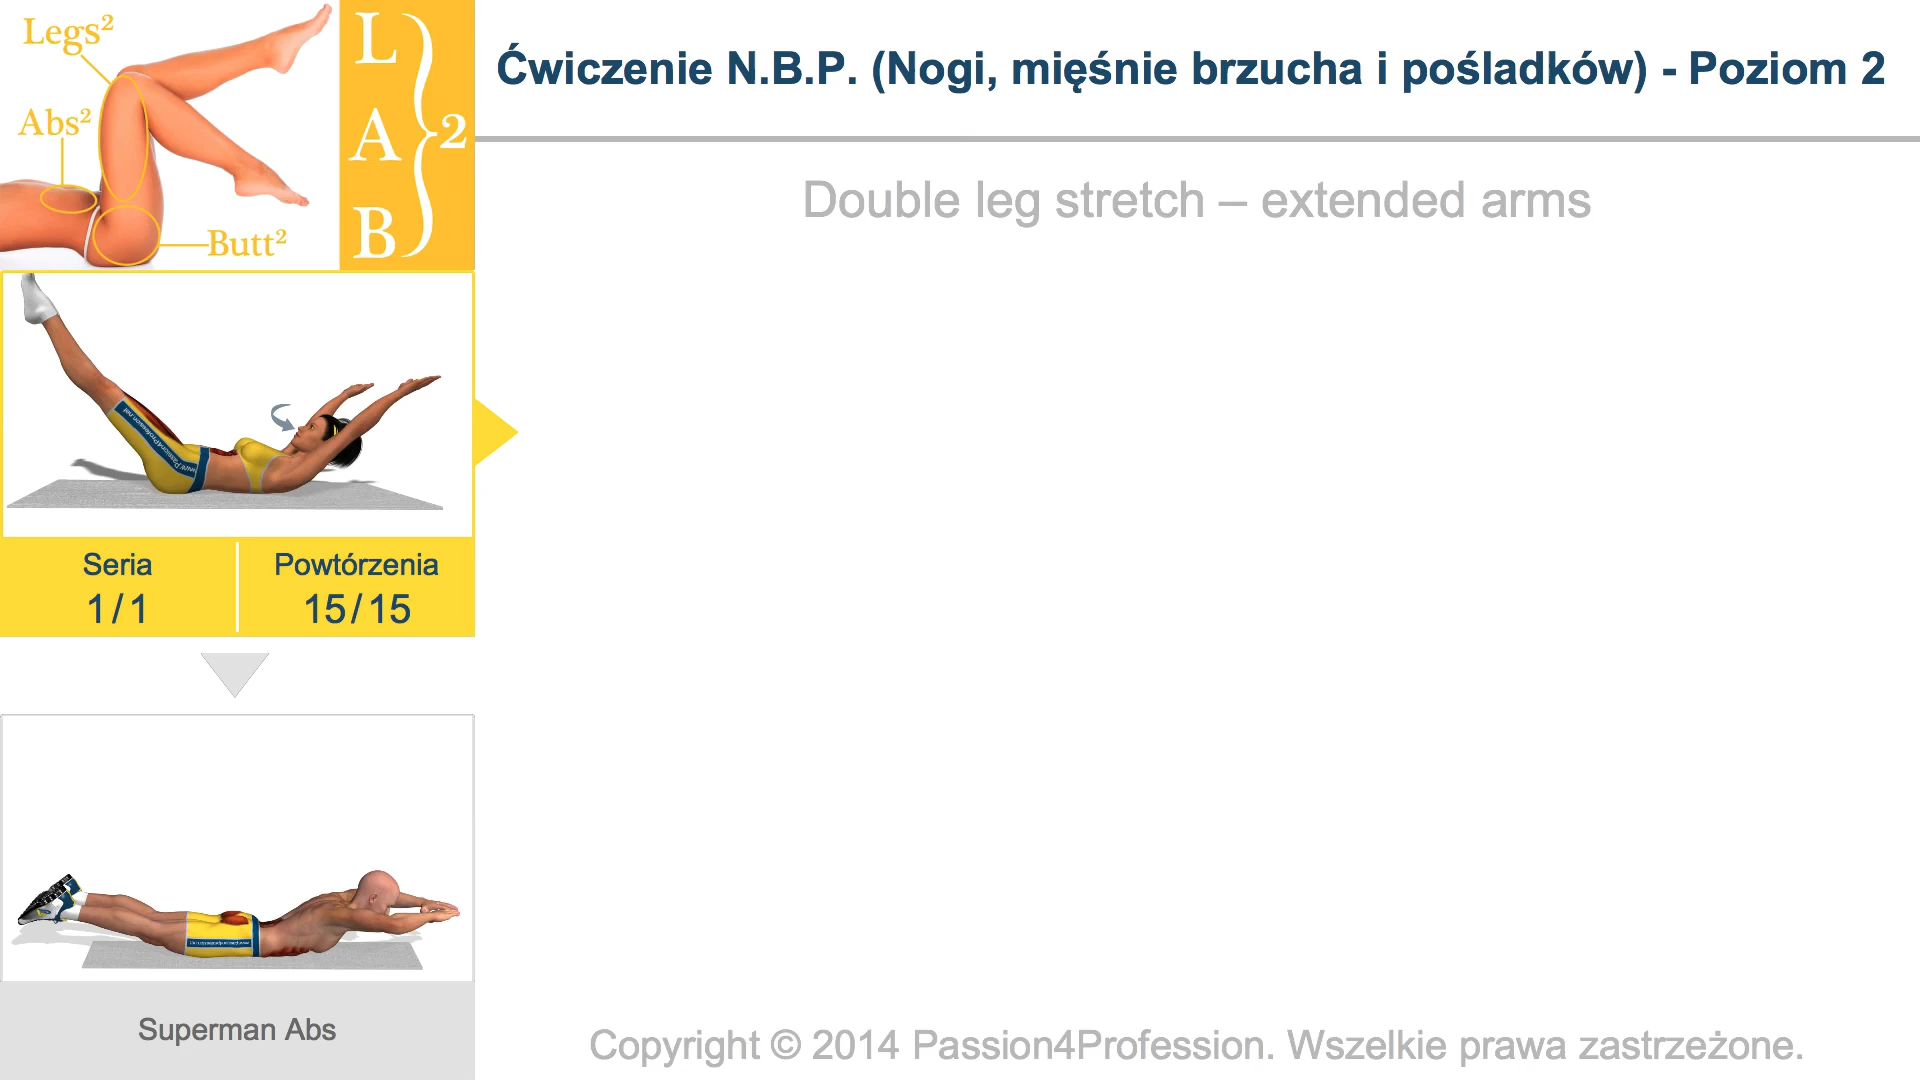 Legs²
Abs²
Butt²
L
A
B
2
Ćwiczenie N.B.P. (Nogi, mięśnie brzucha i pośladków) - Poziom 2
Double leg stretch – extended arms
Seria
1/1
Powtórzenia
15/15
Superman Abs
Copyright © 2014 Passion4Profession. Wszelkie prawa zastrzeżone.